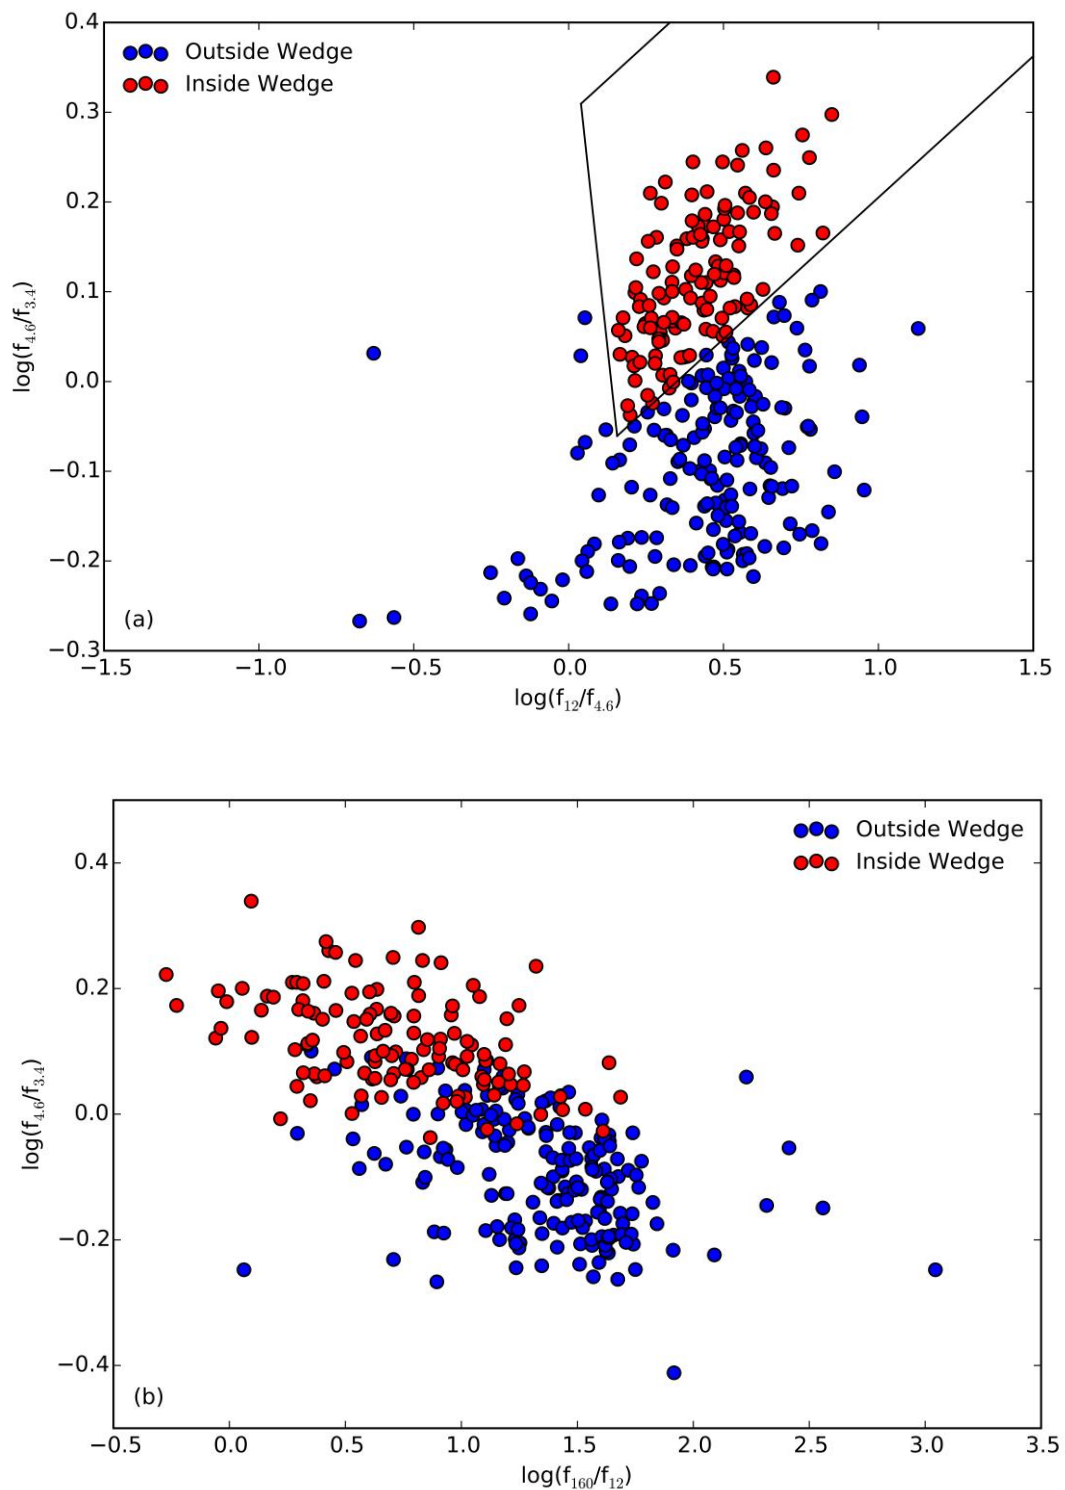 0.4
Outside Wedge
Inside Wedge
0.3
0.2
0.1
0.0
−0.1
−0.2
−0.3
log(f4.6/f3.4)
(a)
−1.5 −1.0 −0.5 0.0 0.5 1.0 1.5
log(f12/f4.6)
Outside Wedge
Inside Wedge
0.4
0.2
0.0
−0.2
−0.4
log(f4.6/f3.4)
(b)
−0.5 0.0 0.5 1.0 1.5 2.0 2.5 3.0 3.5
log(f160/f12)